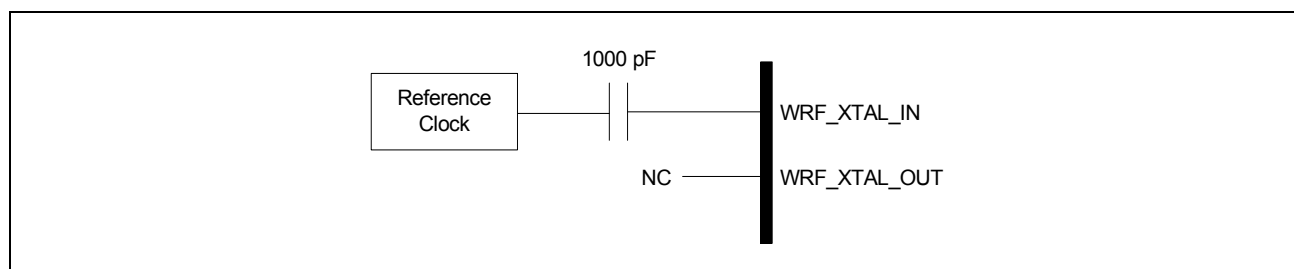 1000 pF
Reference
Clock
WRF_XTAL_IN
NC
WRF_XTAL_OUT